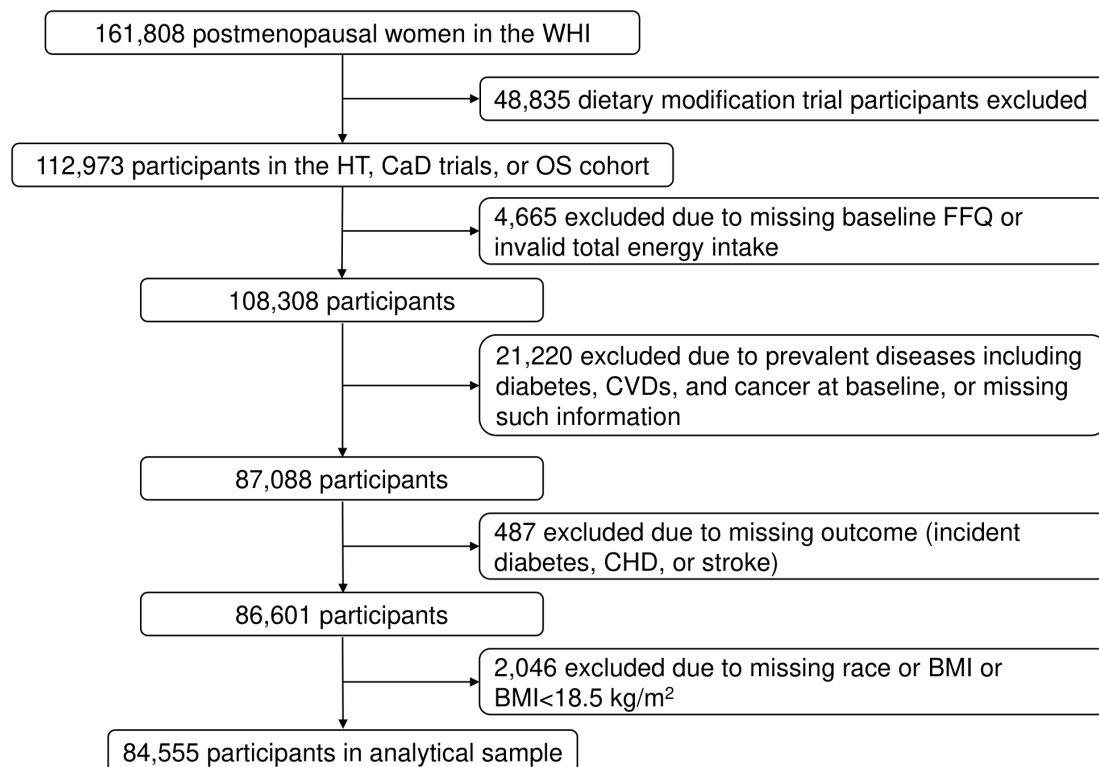 161,808 postmenopausal women in the WHI
48,835 dietary modification trial participants excluded
112,973 participants in the HT, CaD trials, or OS cohort
4,665 excluded due to missing baseline FFQ or
invalid total energy intake
108,308 participants
21,220 excluded due to prevalent diseases including
diabetes, CVDs, and cancer at baseline, or missing
such information
87,088 participants
487 excluded due to missing outcome (incident
diabetes, CHD, or stroke)
86,601 participants
2,046 excluded due to missing race or BMI or
BMI<18.5 kg/m²
84,555 participants in analytical sample